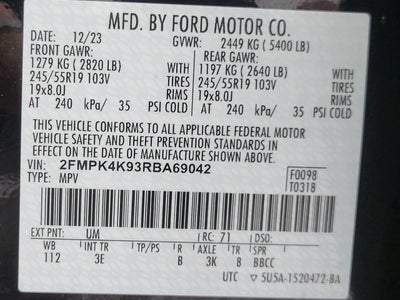 MFD. BY FORD MOTOR CO.
DATE: 12/23 GVWR: 2449 KG ( 5400 LB)
FRONT GAWR: REAR GAWR:
1279 KG ( 2820 LB) 1197 KG ( 2640 LB)
245/55R19 103V TIRES 245/55R19 103V TIRES
19x8.0J RIMS 19x8.0J RIMS
AT 240 kPa/ 35 PSI COLD AT 240 kPa/ 35 PSI COLD
THIS VEHICLE CONFORMS TO ALL APPLICABLE FEDERAL MOTOR
VEHICLE SAFETY AND THEFT PREVENTION STANDARDS IN
EFFECT ON THE DATE OF MANUFACTURE SHOWN ABOVE.
VIN: 2FMPK4K93RBA69042
TYPE: MPV
F0098
T0318
EXT PNT: UM RC: 71 DSO:
WB INT TR TP/PS R AXLE TR SPR
112 3E B 3K 8 BBCC
UTC 5U5A-1520472-BA